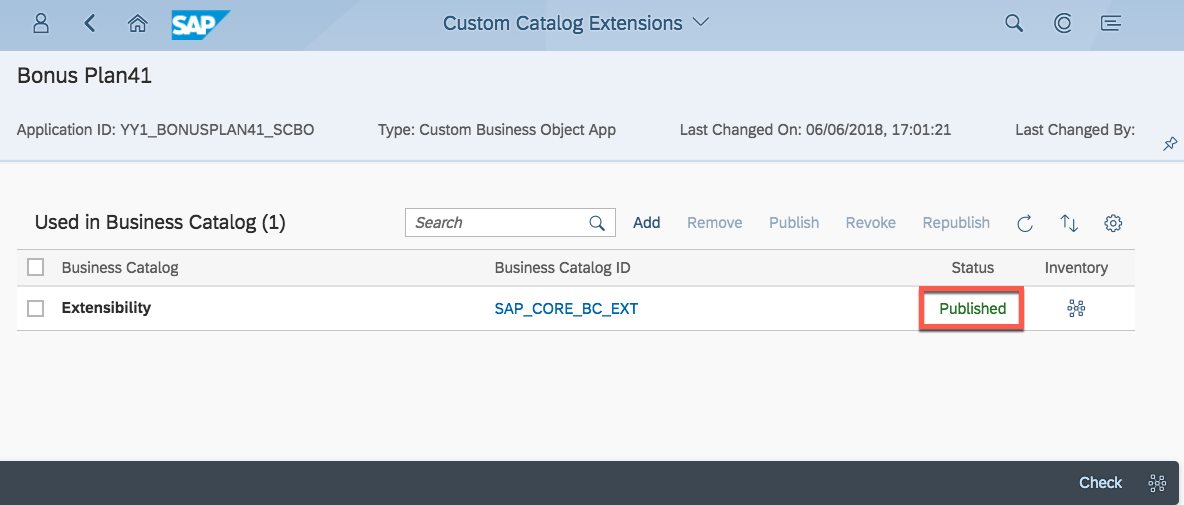 SAP Custom Catalog Extensions
Bonus Plan41
Application ID: YY1_BONUSPLAN41_SCBO Type: Custom Business Object App Last Changed On: 06/06/2018, 17:01:21 Last Changed By:
Used in Business Catalog (1) Search Add Remove Publish Revoke Republish
Business Catalog Business Catalog ID Status Inventory
Extensibility SAP_CORE_BC_EXT Published
Check